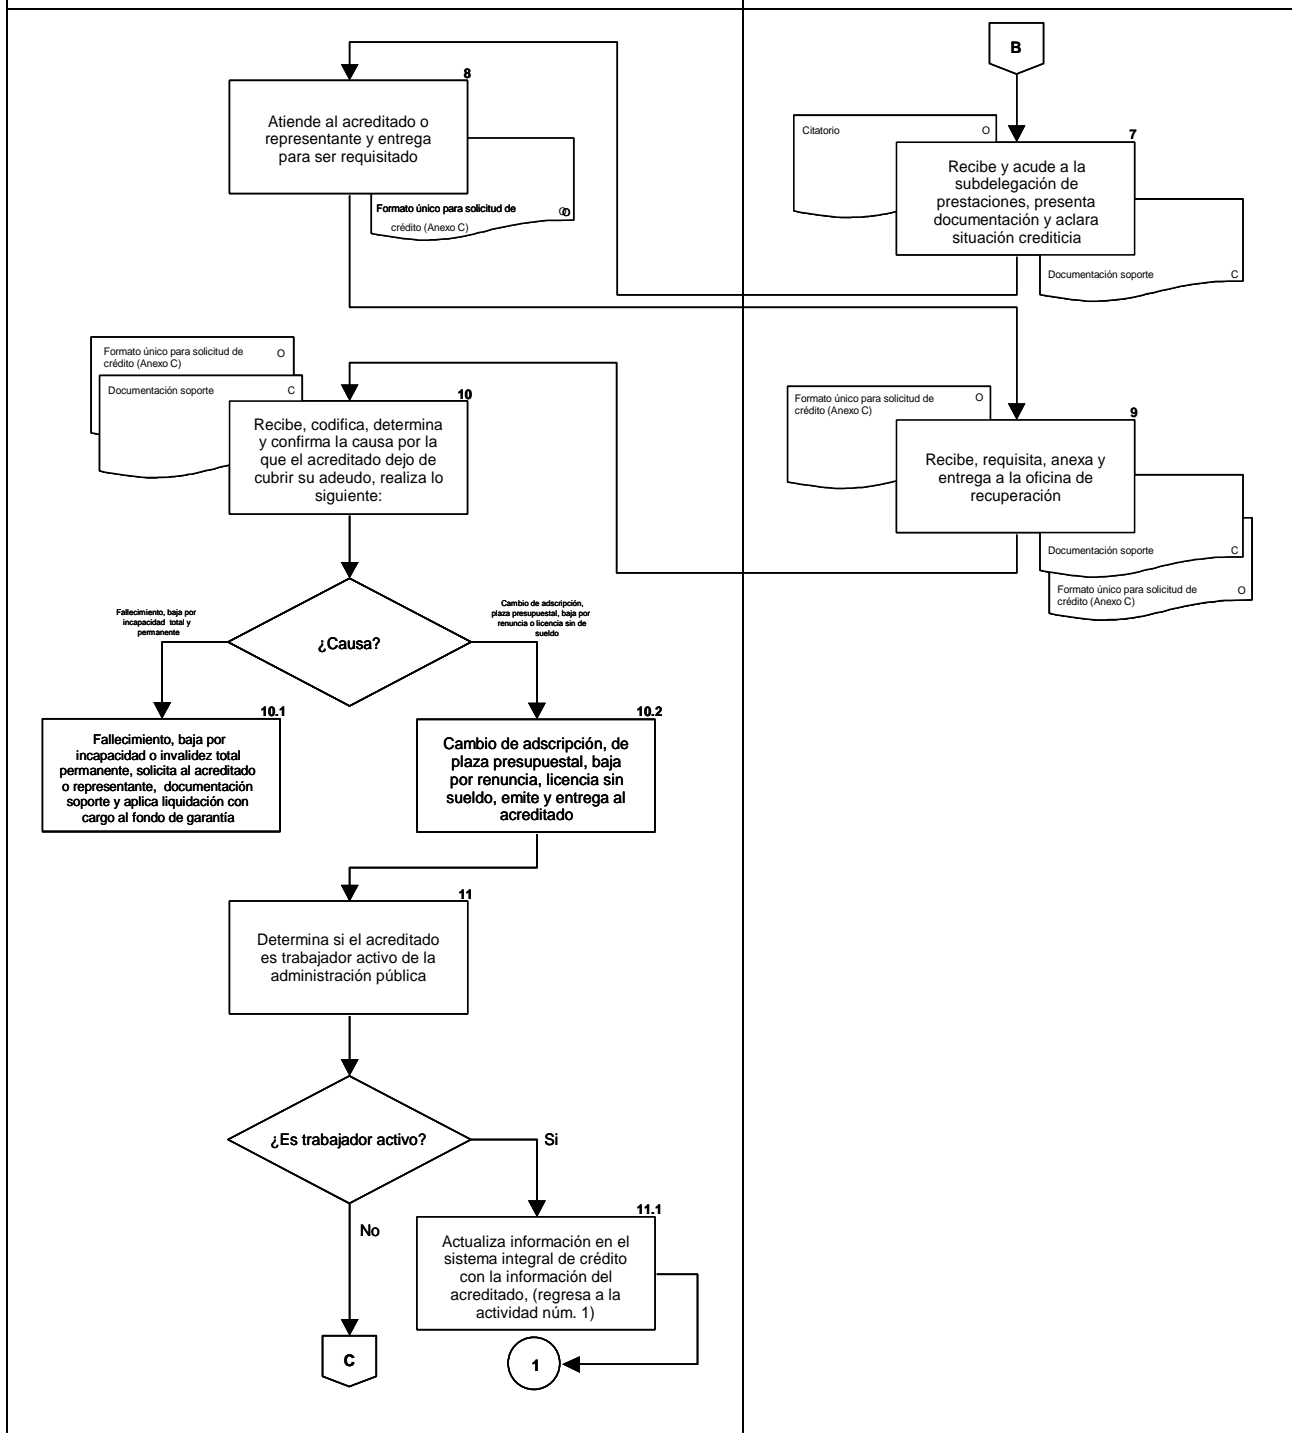 B
8
Atiende al acreditado o
representante y entrega
para ser requisitado
Formato único para solicitud de
crédito (Anexo C)
O
Citatorio
O
7
Recibe y acude a la
subdelegación de
prestaciones, presenta
documentación y aclara
situación crediticia
Documentación soporte
C
Formato único para solicitud de
crédito (Anexo C)
O
Documentación soporte
C
10
Recibe, codifica, determina
y confirma la causa por la
que el acreditado dejo de
cubrir su adeudo, realiza lo
siguiente:
Formato único para solicitud de
crédito (Anexo C)
O
9
Recibe, requisita, anexa y
entrega a la oficina de
recuperación
Documentación soporte
C
Formato único para solicitud de
crédito (Anexo C)
O
Fallecimiento, baja por
incapacidad total y
permanente
¿Causa?
Cambio de adscripción,
plaza presupuestal, baja por
renuncia o licencia sin de
sueldo
10.1
Fallecimiento, baja por
incapacidad o invalidez total
permanente, solicita al acreditado
o representante, documentación
soporte y aplica liquidación con
cargo al fondo de garantía
10.2
Cambio de adscripción, de
plaza presupuestal, baja
por renuncia, licencia sin
sueldo, emite y entrega al
acreditado
11
Determina si el acreditado
es trabajador activo de la
administración pública
¿Es trabajador activo?
Si
No
11.1
Actualiza información en el
sistema integral de crédito
con la información del
acreditado, (regresa a la
actividad núm. 1)
C
1